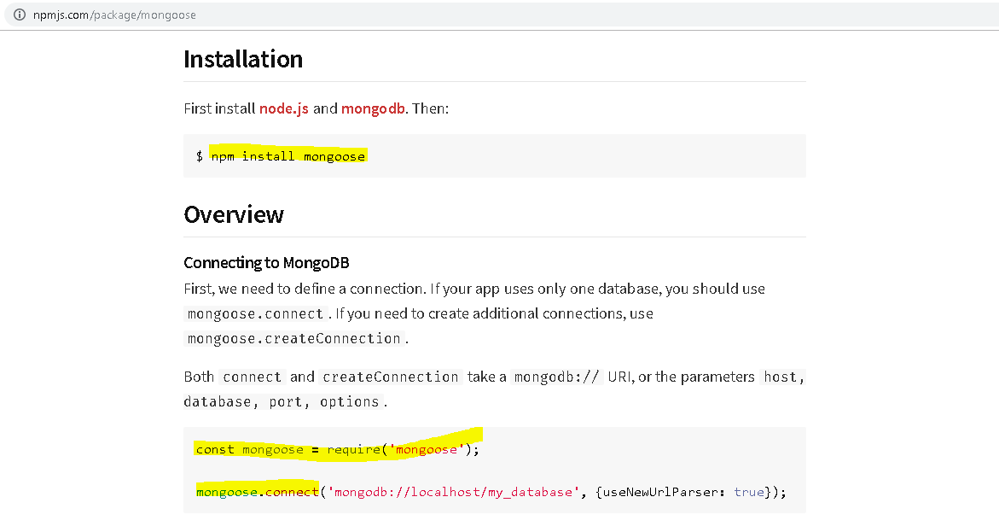 npmjs.com/package/mongoose
Installation
First install node.js and mongodb. Then:
$ npm install mongoose
Overview
Connecting to MongoDB
First, we need to define a connection. If your app uses only one database, you should use
mongoose.connect. If you need to create additional connections, use
mongoose.createConnection.
Both connect and createConnection take a mongodb:// URI, or the parameters host,
database, port, options.
const mongoose = require('mongoose');
mongoose.connect('mongodb://localhost/my_database', {useNewUrlParser: true});